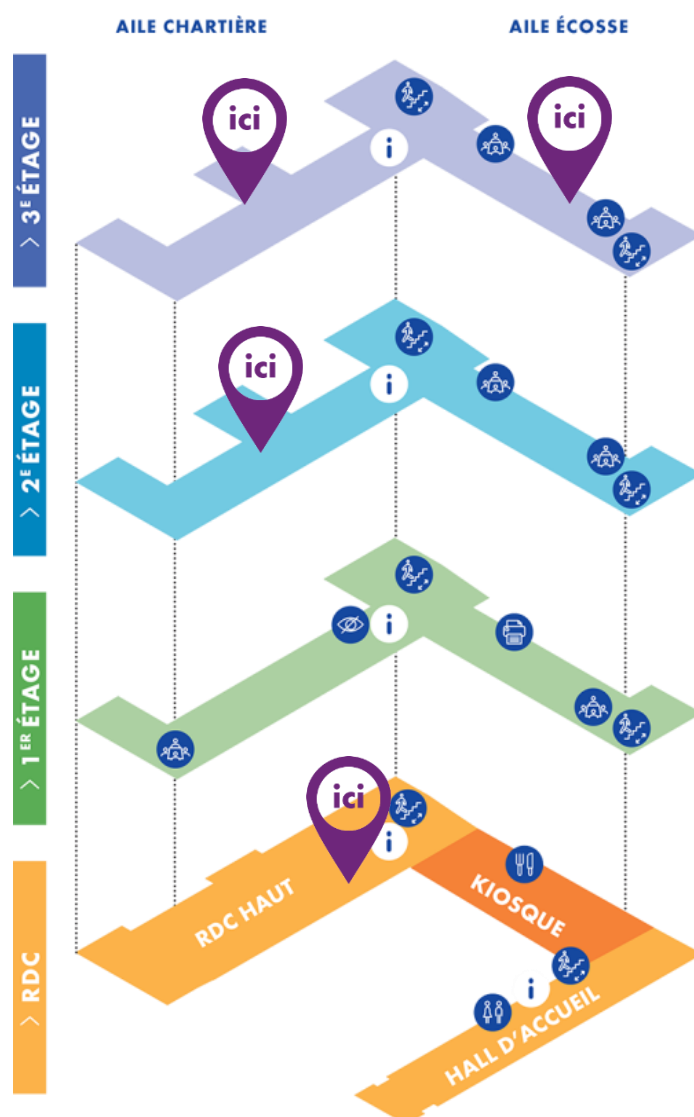 AILE CHARTIÈRE
AILE ÉCOSSE
> 3E ÉTAGE
ici
ici
i
> 2E ÉTAGE
ici
i
> 1ER ÉTAGE
i
> RDC
ici
i
RDC HAUT
KIOSQUE
i
HALL D'ACCUEIL